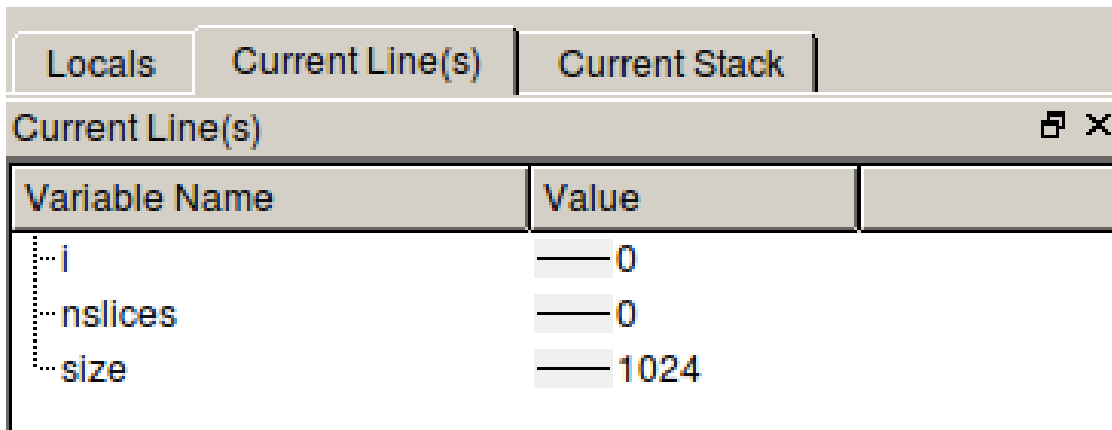 Locals Current Line(s) Current Stack
Current Line(s)
Variable Name Value
i 0
nslices 0
size 1024